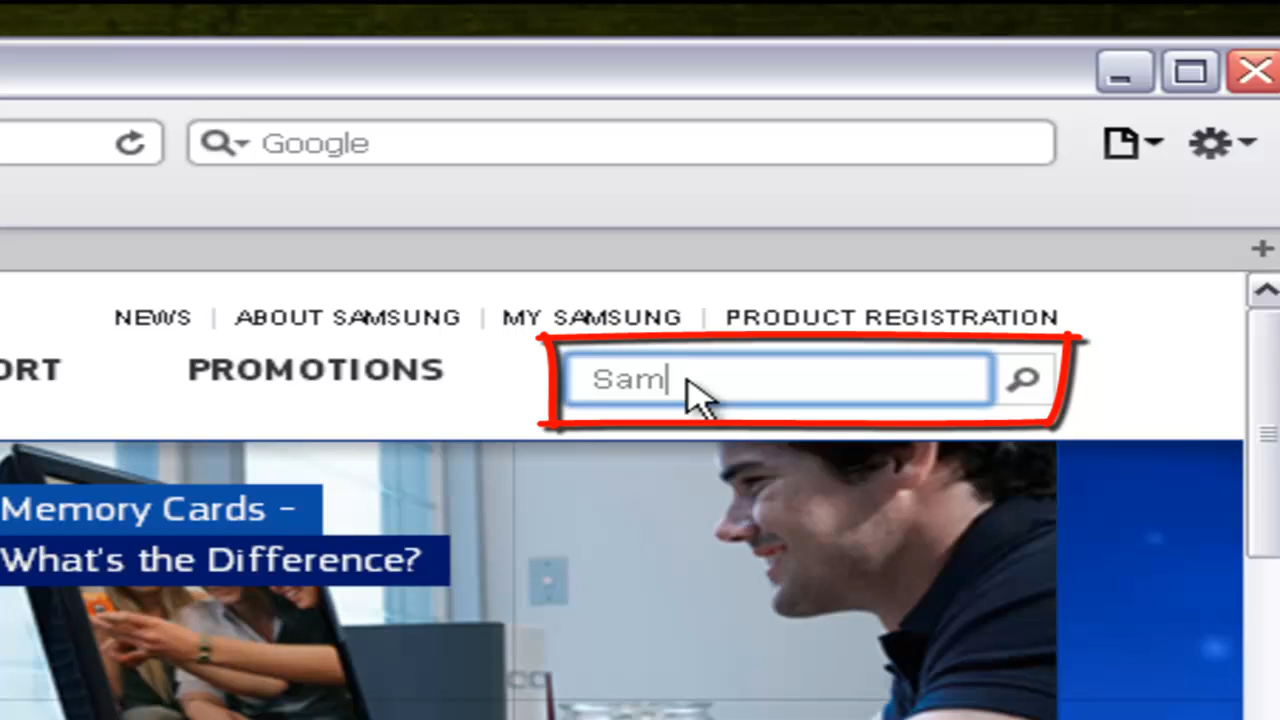 Google
NEWS | ABOUT SAMSUNG | MY SAMSUNG | PRODUCT REGISTRATION
ORT PROMOTIONS Sam
Memory Cards -
What's the Difference?